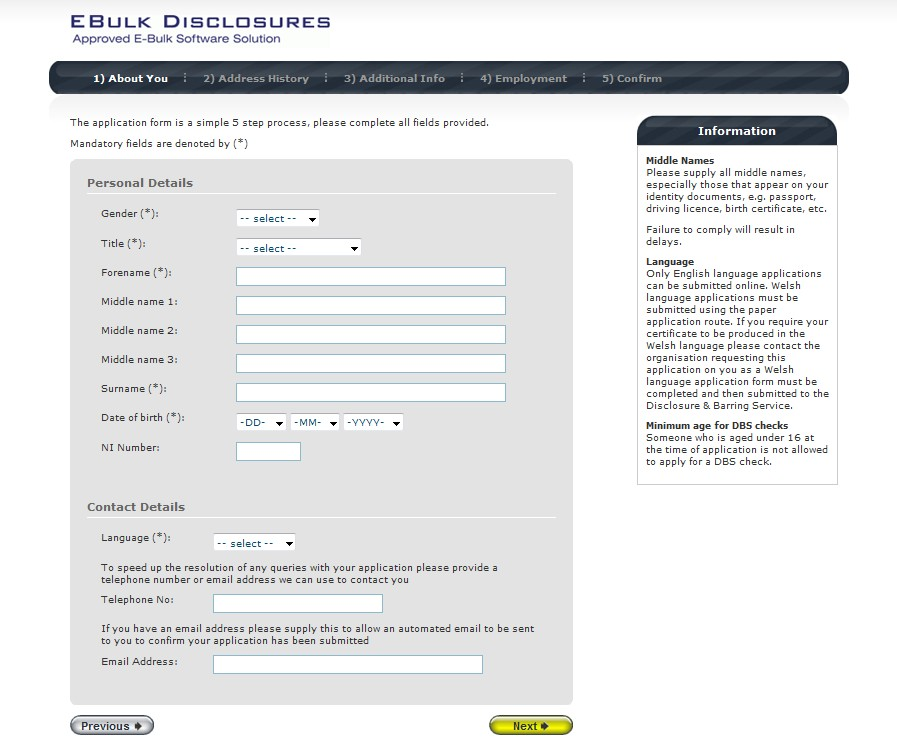 EBULK DISCLOSURES
Approved E-Bulk Software Solution
1) About You ⋮ 2) Address History ⋮ 3) Additional Info ⋮ 4) Employment ⋮ 5) Confirm
The application form is a simple 5 step process, please complete all fields provided.
Mandatory fields are denoted by (*)
Personal Details
Gender (*): -- select --
Title (*): -- select --
Forename (*):
Middle name 1:
Middle name 2:
Middle name 3:
Surname (*):
Date of birth (*): -DD- -MM- -YYYY-
NI Number:
Contact Details
Language (*): -- select --
To speed up the resolution of any queries with your application please provide a
telephone number or email address we can use to contact you
Telephone No:
If you have an email address please supply this to allow an automated email to be sent
to you to confirm your application has been submitted
Email Address:
Previous
Next
Information
Middle Names
Please supply all middle names,
especially those that appear on your
identity documents, e.g. passport,
driving licence, birth certificate, etc.
Failure to comply will result in
delays.
Language
Only English language applications
can be submitted online. Welsh
language applications must be
submitted using the paper
application route. If you require your
certificate to be produced in the
Welsh language please contact the
organisation requesting this
application on you as a Welsh
language application form must be
completed and then submitted to the
Disclosure & Barring Service.
Minimum age for DBS checks
Someone who is aged under 16 at
the time of application is not allowed
to apply for a DBS check.